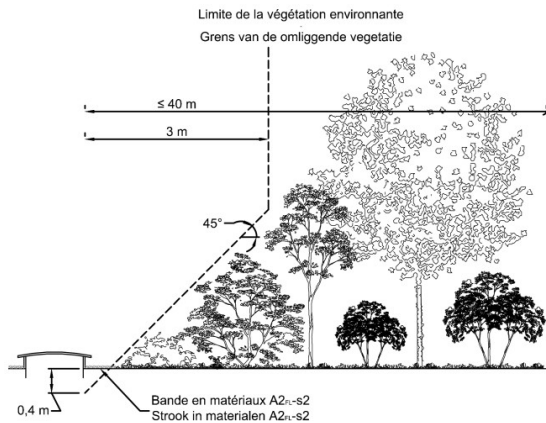 Limite de la végétation environnante
Grens van de omliggende vegetatie
≤ 40 m
3 m
45°
0,4 m
Bande en matériaux A2FL-s2
Strook in materialen A2FL-s2